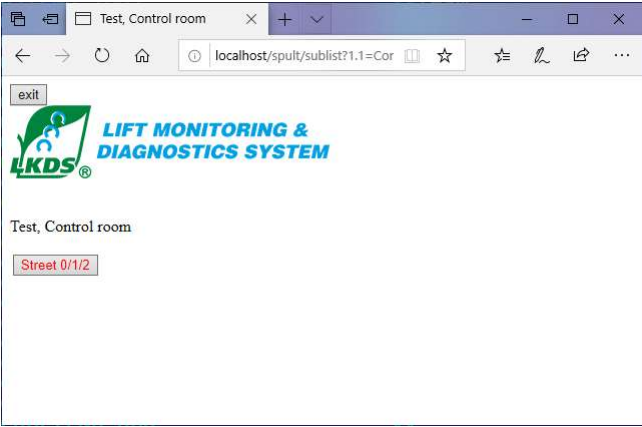 Test, Control room
localhost/spult/sublist?1.1=Cor
exit
LKDS®
LIFT MONITORING &
DIAGNOSTICS SYSTEM
Test, Control room
Street 0/1/2